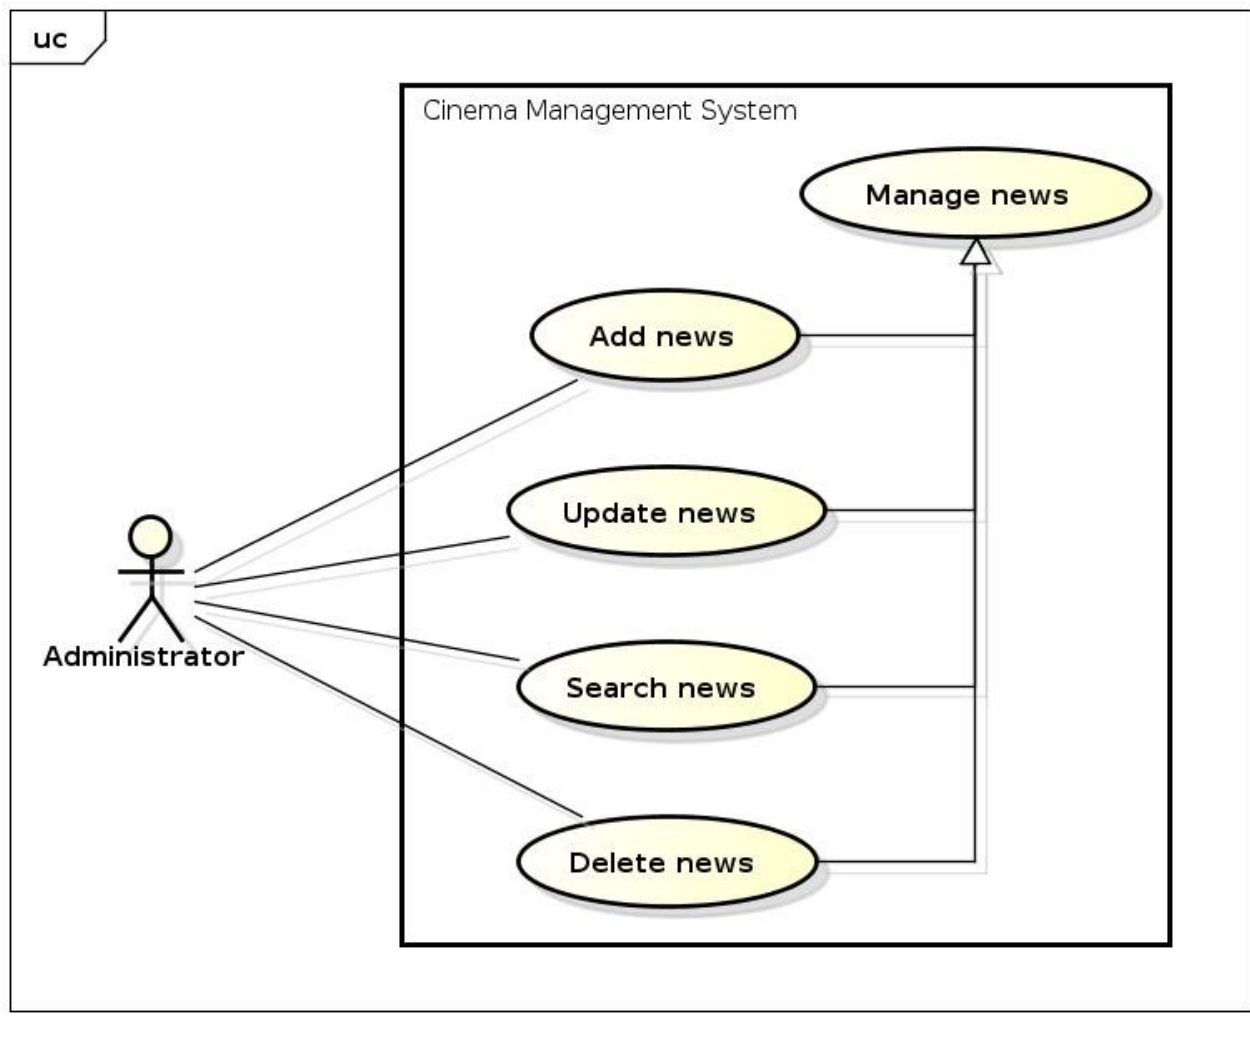 uc
Cinema Management System
Manage news
Add news
Update news
Administrator
Search news
Delete news